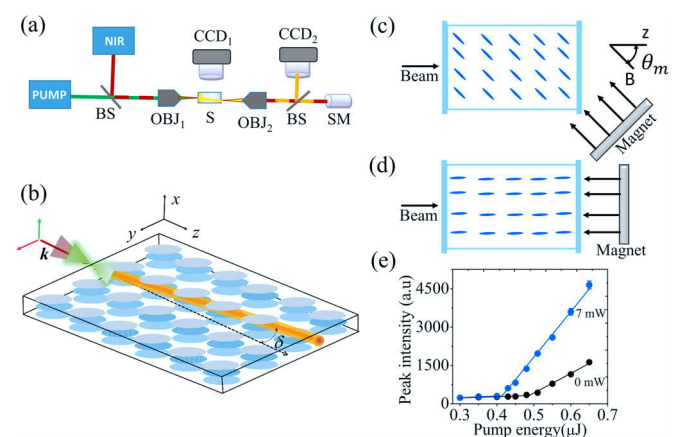 (a)
NIR
PUMP
BS
OBJ₁
CCD₁
S
OBJ₂
CCD₂
BS
SM
(b)
x
y
z
k
δ
(c)
Beam
z
θm
B
Magnet
(d)
Beam
Magnet
(e)
Peak intensity (a.u)
4500
3000
1500
0
7 mW
0 mW
0.3 0.4 0.5 0.6 0.7
Pump energy(μJ)